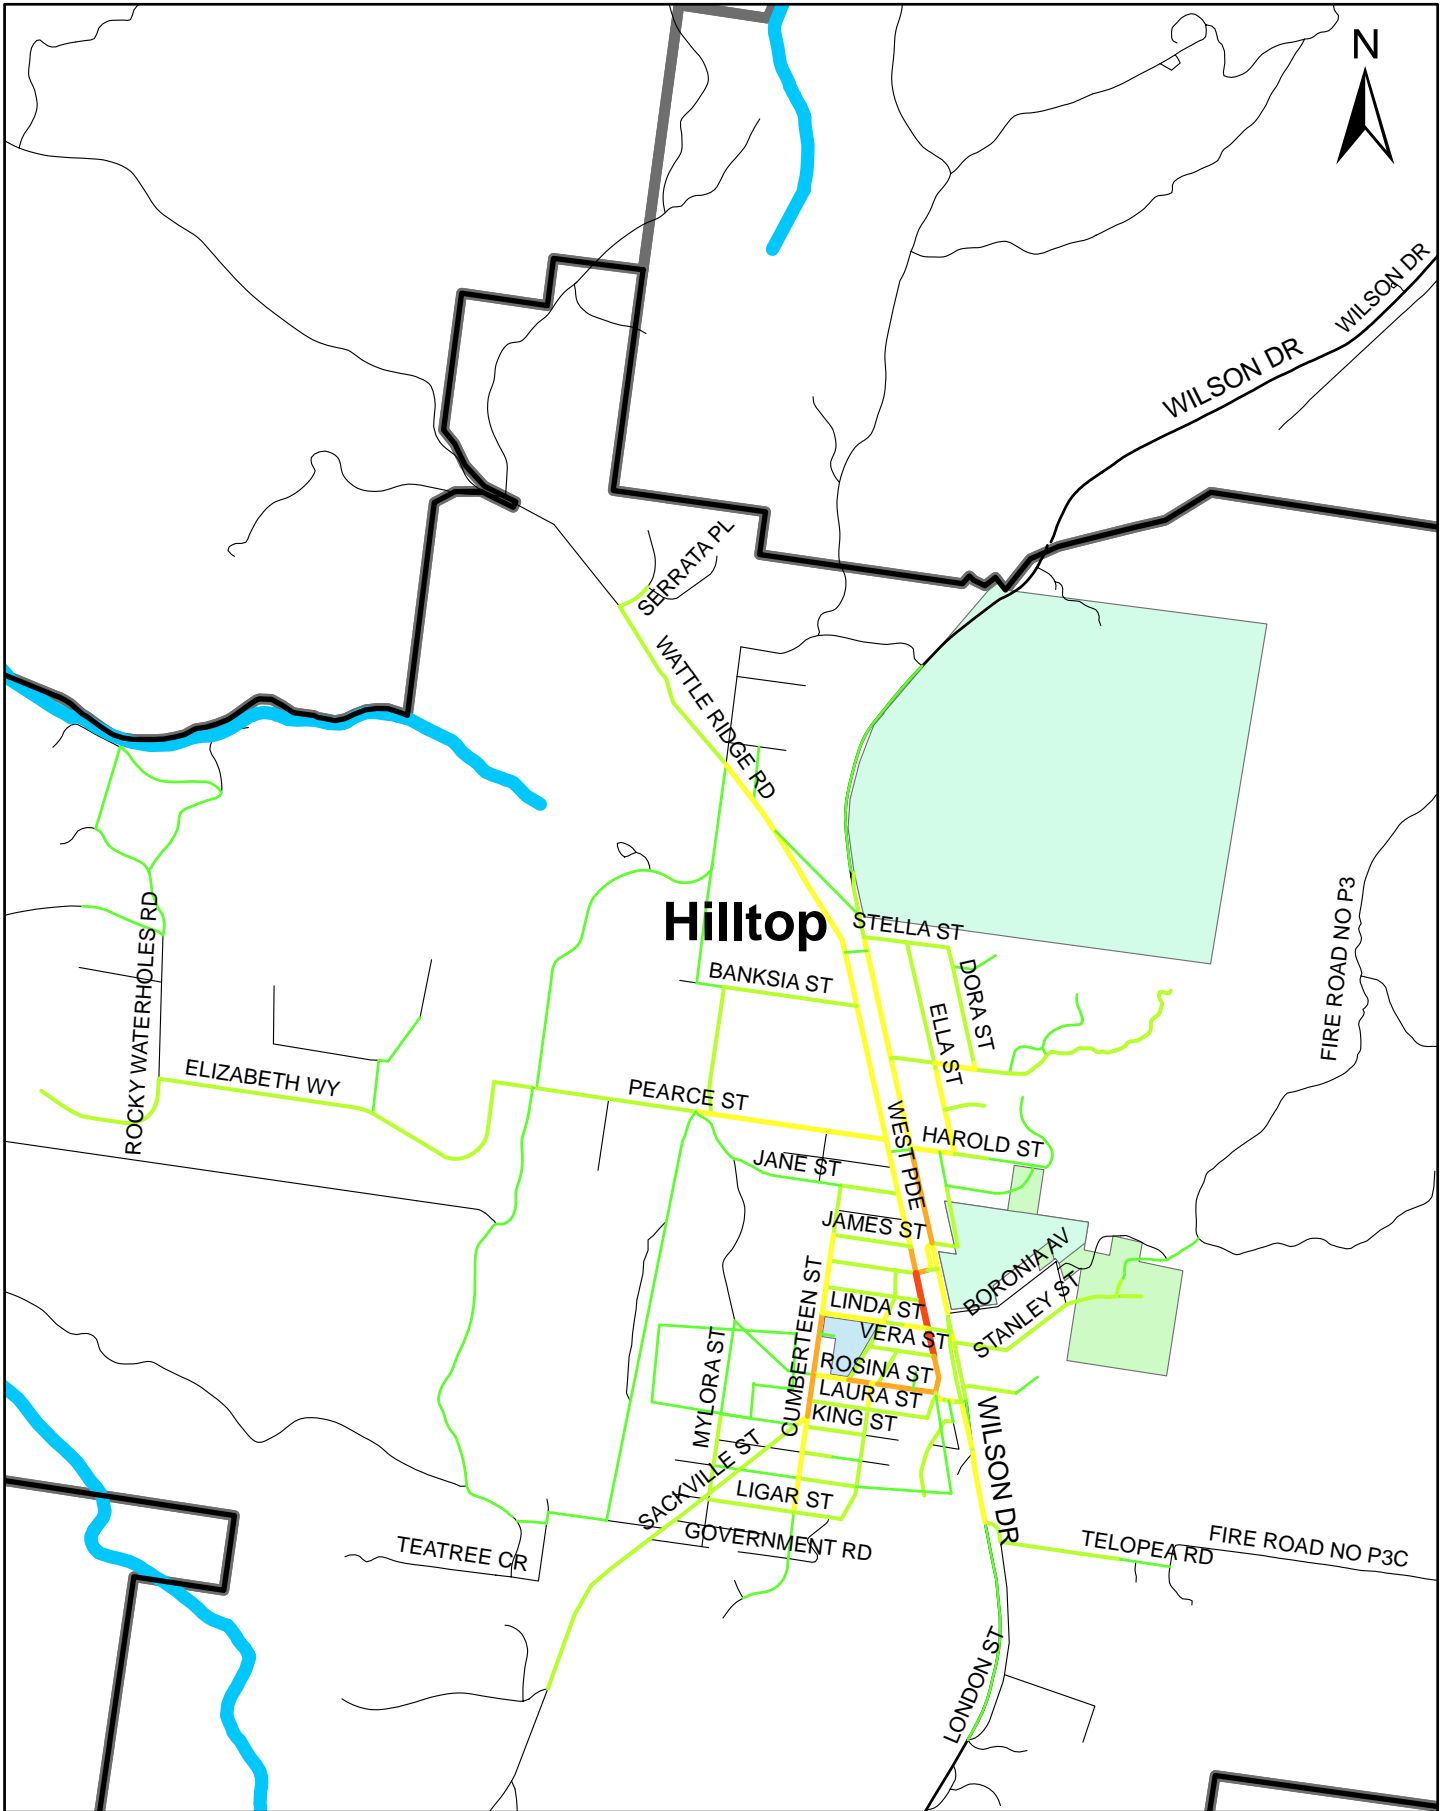 N
WILSON DR
WILSON DR
SERRATA PL
WATTLE RIDGE RD
FIRE ROAD NO P3
ROCKY WATERHOLES RD
Hilltop
STELLA ST
BANKSIA ST
DORA ST
ELLA ST
ELIZABETH WY
PEARCE ST
WEST PDE
HAROLD ST
JANE ST
JAMES ST
BORONIA AV
CUMBERTEEN ST
LINDA ST
STANLEY ST
VERA ST
MYLORA ST
ROSINA ST
LAURA ST
KING ST
WILSON DR
SACKVILLE ST
LIGAR ST
GOVERNMENT RD
TEATREE CR
TELOPEA RD
FIRE ROAD NO P3C
LONDON ST